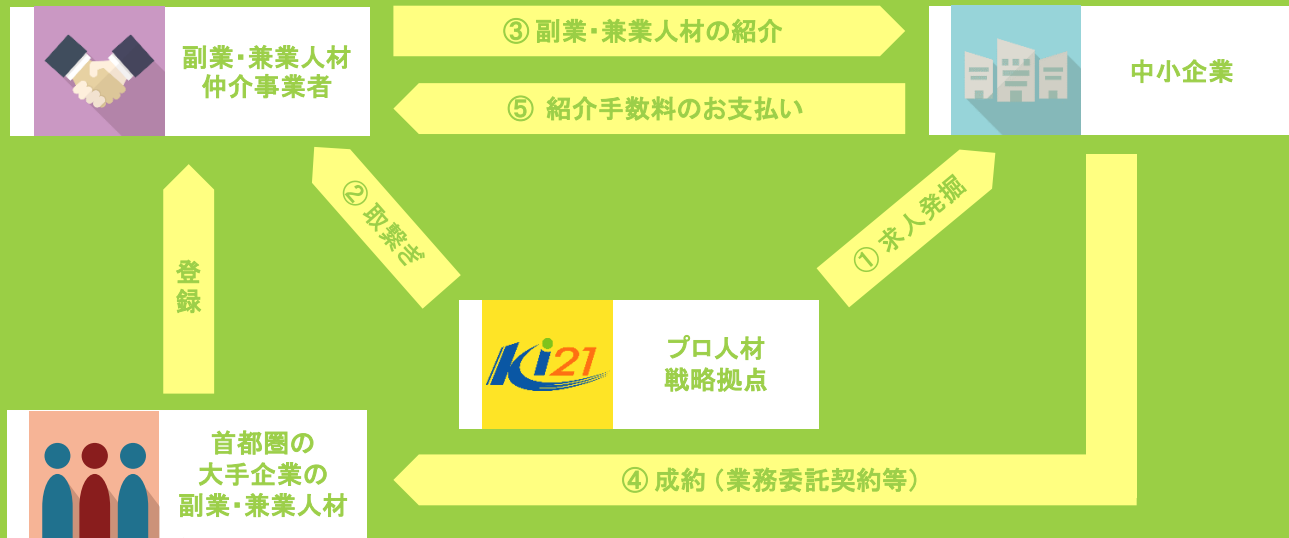 副業・兼業人材
仲介事業者
③ 副業・兼業人材の紹介
⑤ 紹介手数料のお支払い
中小企業
② 取繋ぎ
① 求人発掘
登
録
Ki21
プロ人材
戦略拠点
首都圏の
大手企業の
副業・兼業人材
④ 成約（業務委託契約等）